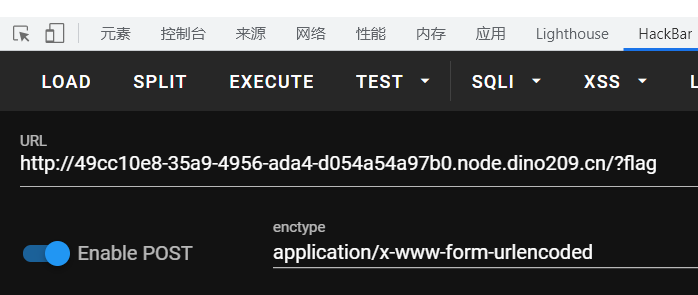 元素 控制台 来源 网络 性能 内存 应用 Lighthouse HackBar
LOAD SPLIT EXECUTE TEST SQLI XSS L
URL
http://49cc10e8-35a9-4956-ada4-d054a54a97b0.node.dino209.cn/?flag
enctype
Enable POST application/x-www-form-urlencoded